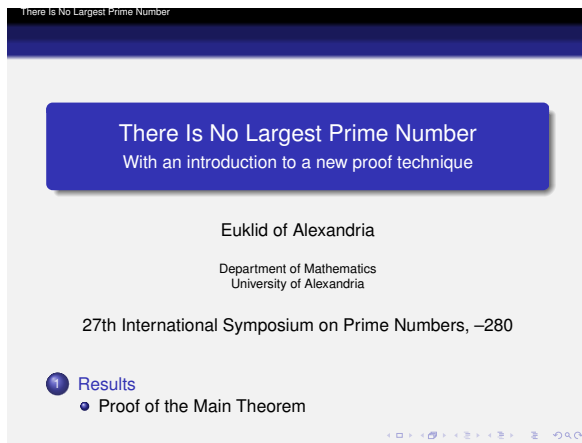 There Is No Largest Prime Number
There Is No Largest Prime Number
With an introduction to a new proof technique
Euklid of Alexandria
Department of Mathematics
University of Alexandria
27th International Symposium on Prime Numbers, –280
1 Results
Proof of the Main Theorem